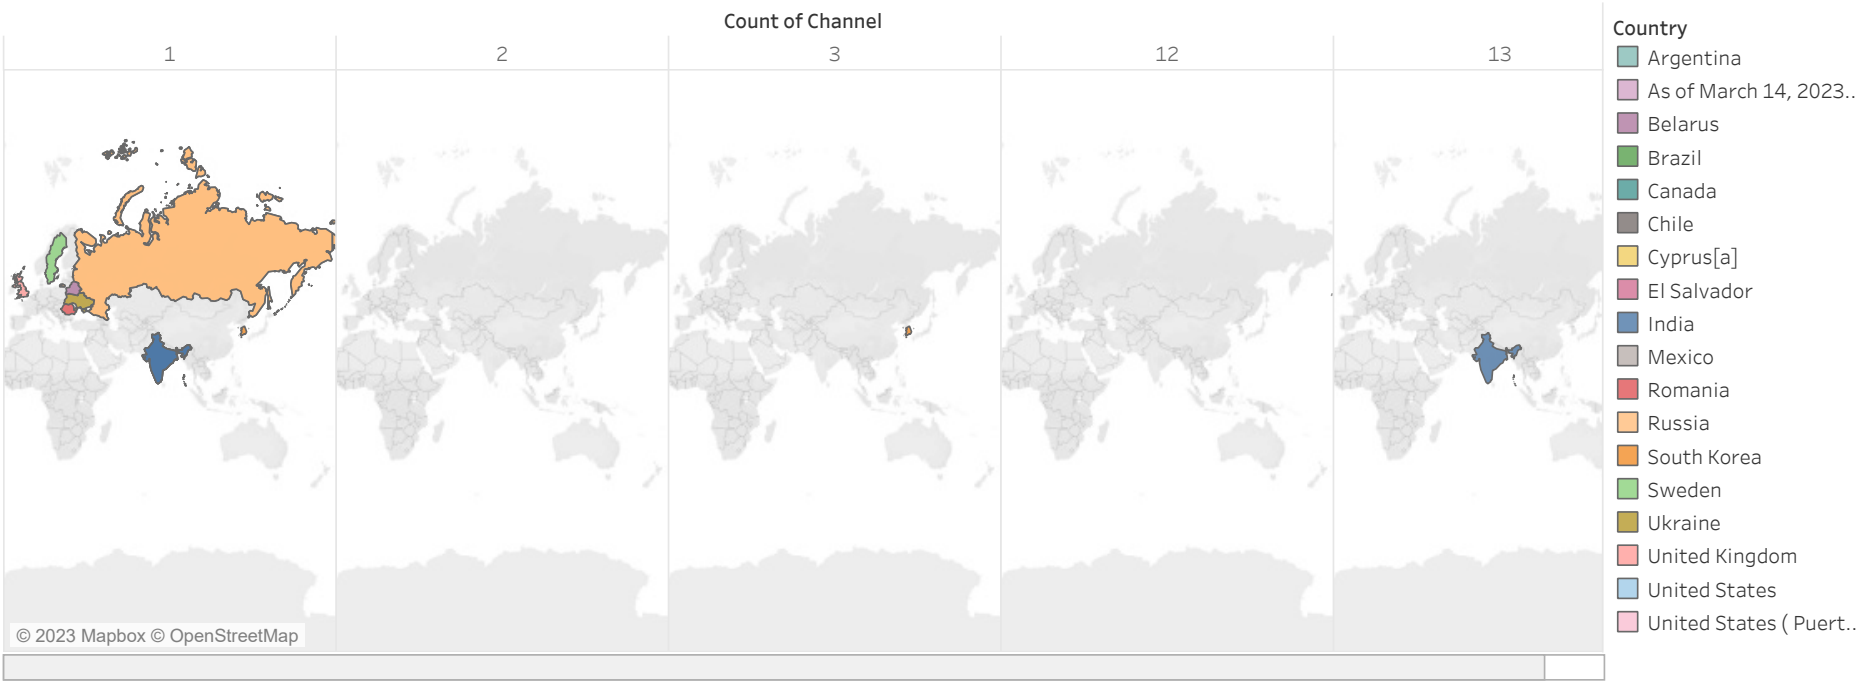 Count of Channel
1 2 3 12 13
© 2023 Mapbox © OpenStreetMap
Country
Argentina
As of March 14, 2023..
Belarus
Brazil
Canada
Chile
Cyprus[a]
El Salvador
India
Mexico
Romania
Russia
South Korea
Sweden
Ukraine
United Kingdom
United States
United States ( Puert..